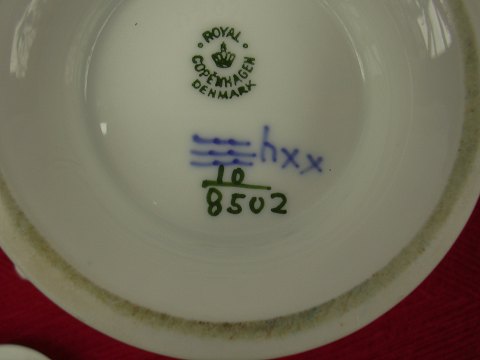 ROYAL
COPENHAGEN
DENMARK
hxx
10
8502